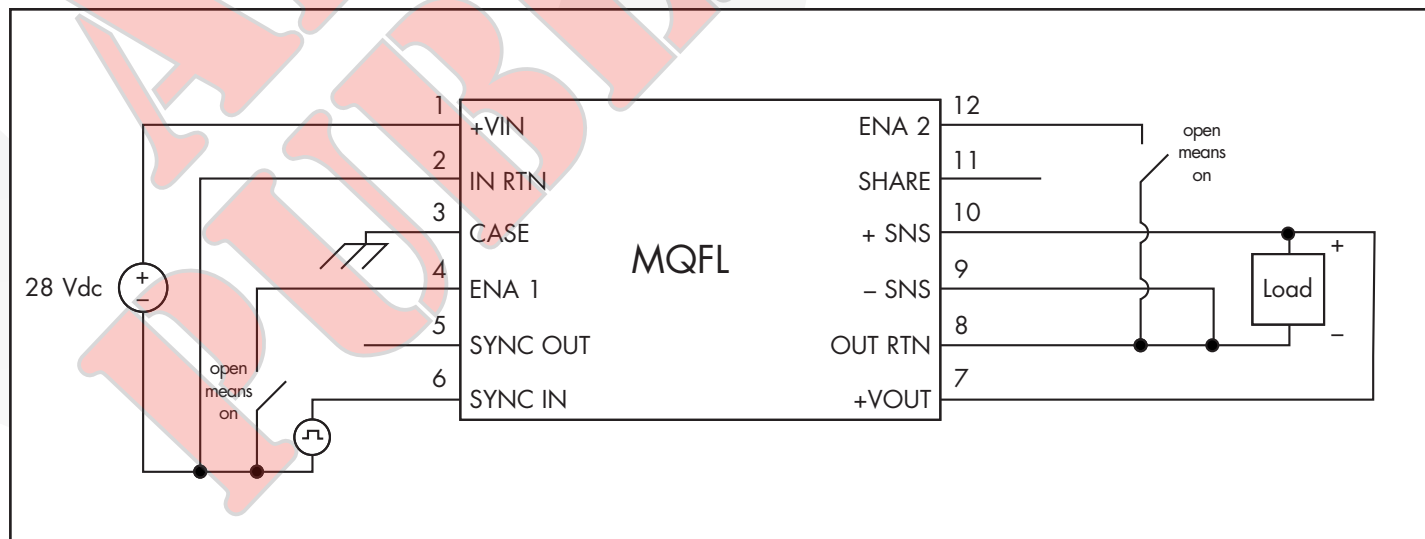 1
+VIN
2
IN RTN
3
CASE
4
ENA 1
5
SYNC OUT
6
SYNC IN
MQFL
12
ENA 2
11
SHARE
10
+ SNS
9
– SNS
8
OUT RTN
7
+VOUT
28 Vdc
+
–
open
means
on
open
means
on
+
Load
–